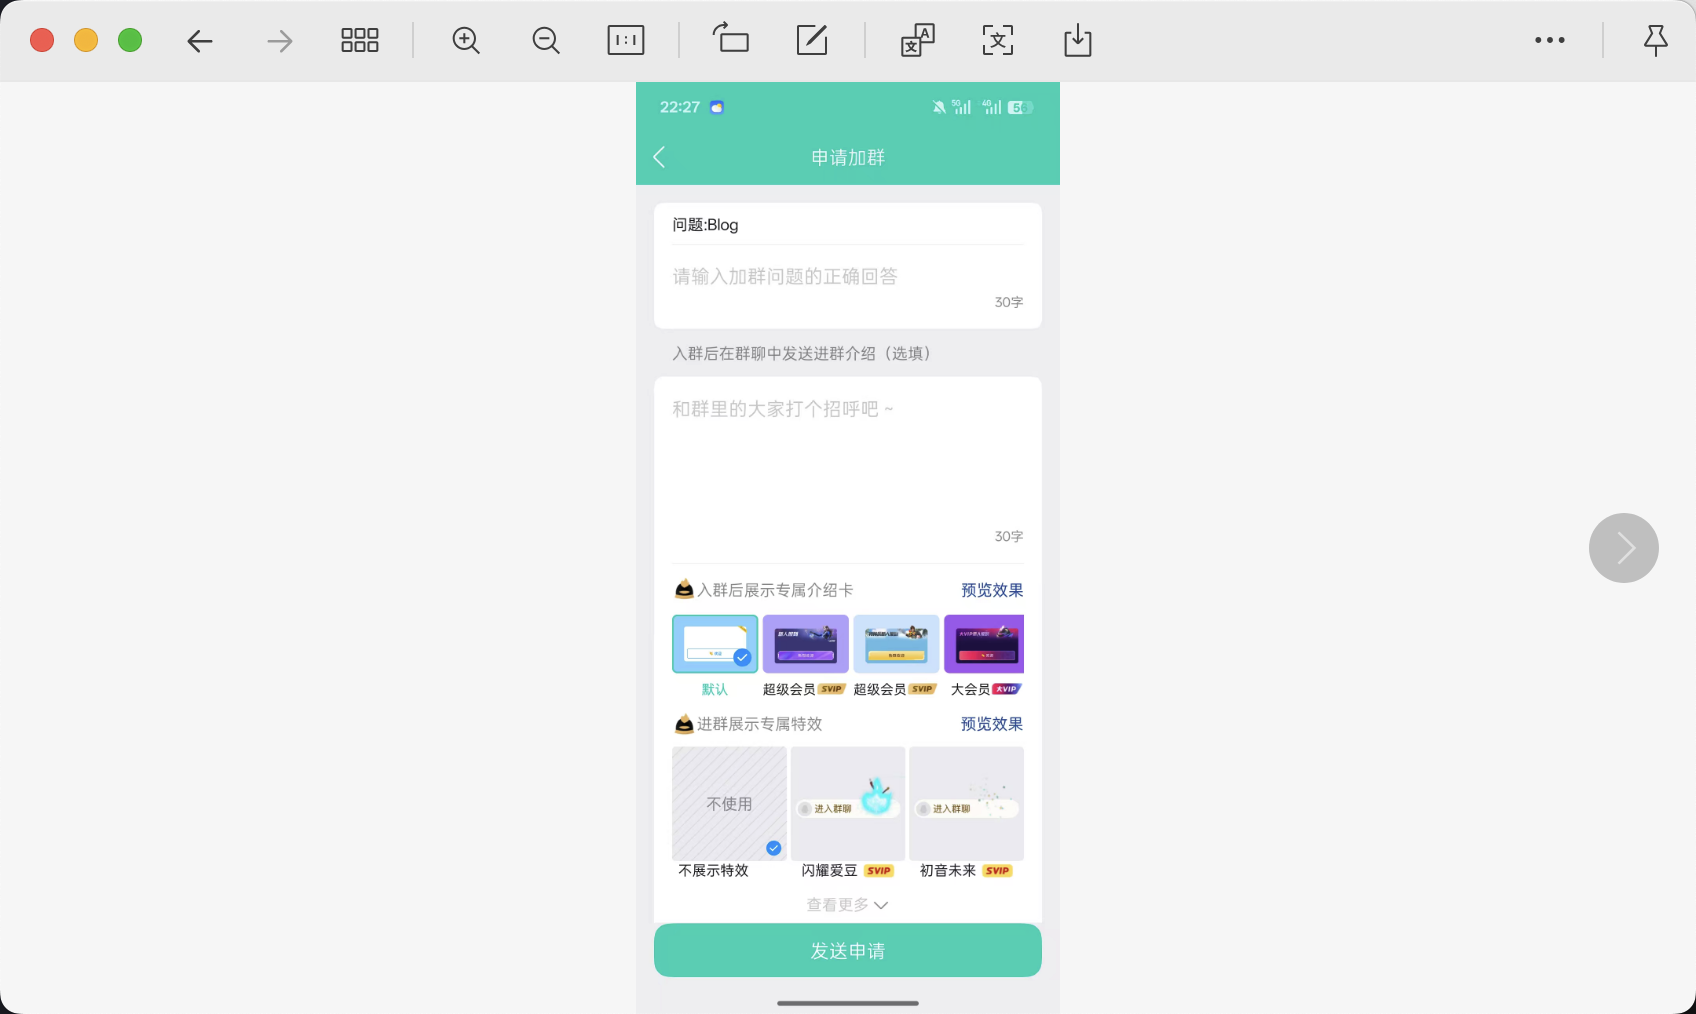 22:27
5G 4G
申请加群
问题:Blog
请输入加群问题的正确回答
30字
入群后在群聊中发送进群介绍（选填）
和群里的大家打个招呼吧 ~
30字
入群后展示专属介绍卡 预览效果
默认 超级会员 SVIP 超级会员 SVIP 大会员 大VIP
进群展示专属特效 预览效果
不使用 进入群聊 进入群聊
不展示特效 闪耀爱豆 SVIP 初音未来 SVIP
查看更多
发送申请